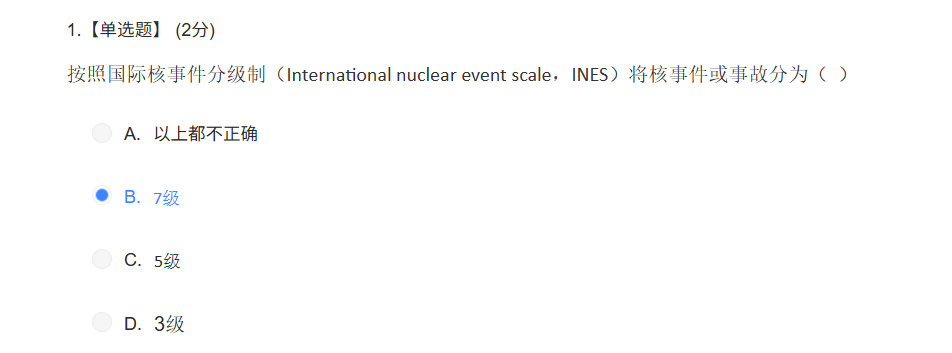 1.【单选题】 (2分)
按照国际核事件分级制（International nuclear event scale，INES）将核事件或事故分为（ ）
A. 以上都不正确
B. 7级
C. 5级
D. 3级